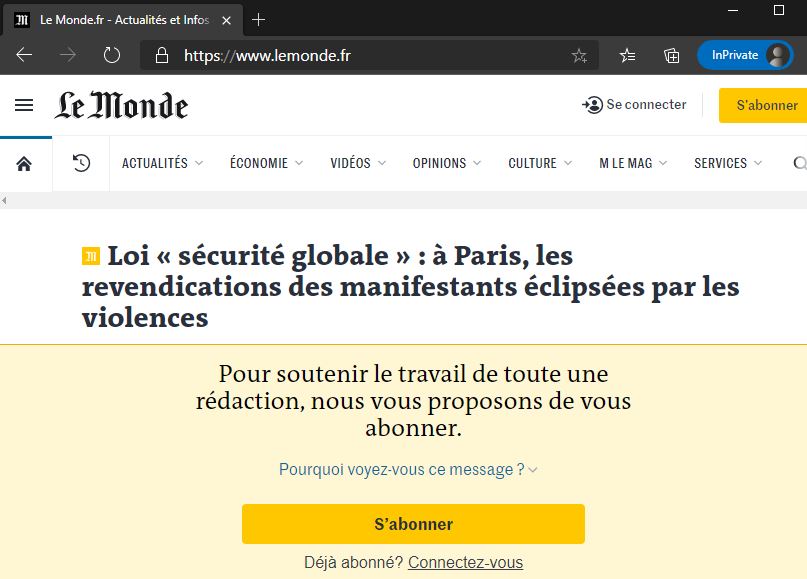 Le Monde.fr - Actualités et Infos
https://www.lemonde.fr
InPrivate
Le Monde
Se connecter
S'abonner
ACTUALITÉS
ÉCONOMIE
VIDÉOS
OPINIONS
CULTURE
M LE MAG
SERVICES
Loi « sécurité globale » : à Paris, les
revendications des manifestants éclipsées par les
violences
Pour soutenir le travail de toute une
rédaction, nous vous proposons de vous
abonner.
Pourquoi voyez-vous ce message ?
S’abonner
Déjà abonné? Connectez-vous